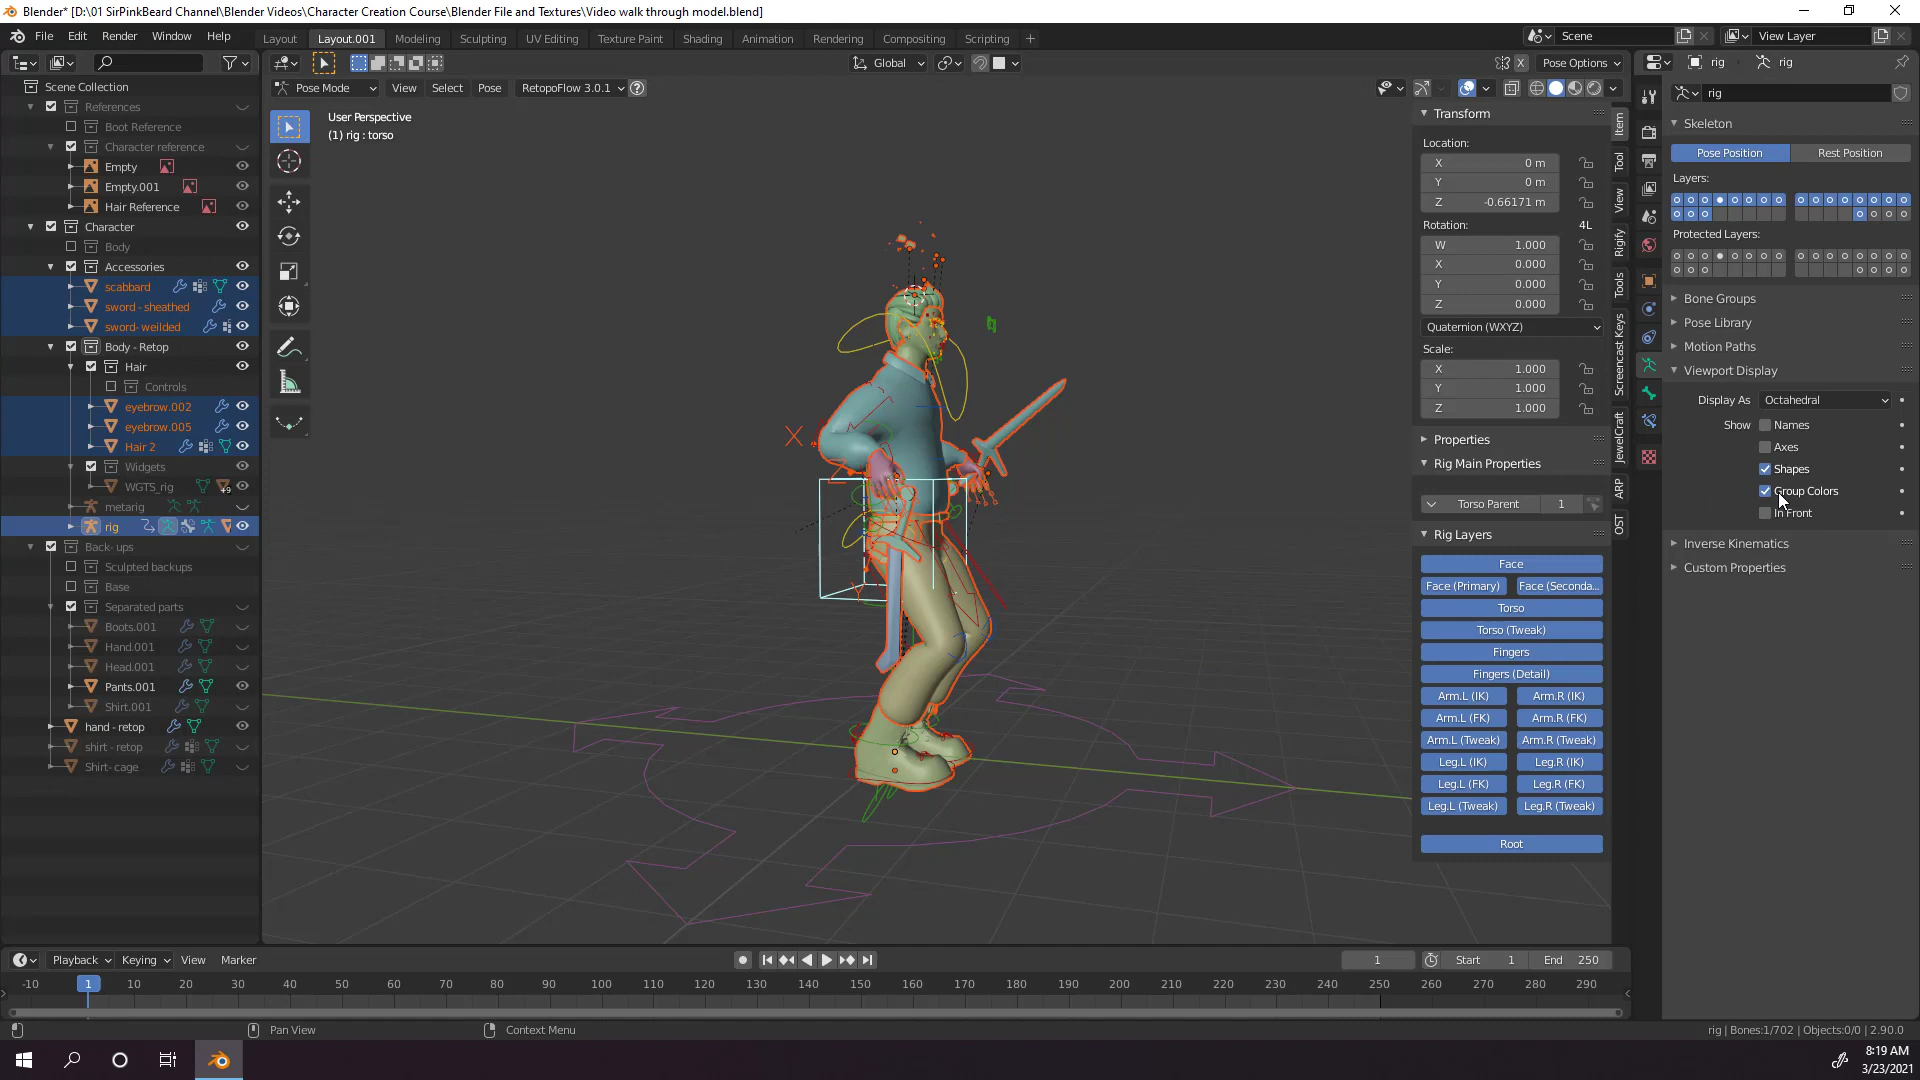 Blender* [D:\01 SirPinkBeard Channel\Blender Videos\Character Creation Course\Blender File and Textures\Video walk through model.blend]
File Edit Render Window Help
Layout Layout.001 Modeling Sculpting UV Editing Texture Paint Shading Animation Rendering Compositing Scripting +
Scene
View Layer
Global
X
Pose Options
rig rig
Pose Mode View Select Pose RetopoFlow 3.0.1
User Perspective
(1) rig : torso
Scene Collection
References
Boot Reference
Character reference
Empty
Empty.001
Hair Reference
Character
Body
Accessories
scabbard
sword - sheathed
sword- weilded
Body - Retop
Hair
Controls
eyebrow.002
eyebrow.005
Hair 2
Widgets
WGTS_rig +9
metarig
rig
Back- ups
Sculpted backups
Base
Separated parts
Boots.001
Hand.001
Head.001
Pants.001
Shirt.001
hand - retop
shirt - retop
Shirt- cage
Transform
Location:
X 0 m
Y 0 m
Z -0.66171 m
Rotation: 4L
W 1.000
X 0.000
Y 0.000
Z 0.000
Quaternion (WXYZ)
Scale:
X 1.000
Y 1.000
Z 1.000
Properties
Rig Main Properties
Torso Parent 1
Rig Layers
Face
Face (Primary) Face (Seconda...
Torso
Torso (Tweak)
Fingers
Fingers (Detail)
Arm.L (IK) Arm.R (IK)
Arm.L (FK) Arm.R (FK)
Arm.L (Tweak) Arm.R (Tweak)
Leg.L (IK) Leg.R (IK)
Leg.L (FK) Leg.R (FK)
Leg.L (Tweak) Leg.R (Tweak)
Root
Item
Tool
View
Rigify
Tools
Screencast Keys
JewelCraft
ARP
OST
rig
Skeleton
Pose Position Rest Position
Layers:
Protected Layers:
Bone Groups
Pose Library
Motion Paths
Viewport Display
Display As Octahedral
Show Names
Axes
Shapes
Group Colors
In Front
Inverse Kinematics
Custom Properties
Playback Keying View Marker
1 Start 1 End 250
-10 1 10 20 30 40 50 60 70 80 90 100 110 120 130 140 150 160 170 180 190 200 210 220 230 240 250 260 270 280 290
Pan View
Context Menu
rig | Bones:1/702 | Objects:0/0 | 2.90.0
8:19 AM
3/23/2021